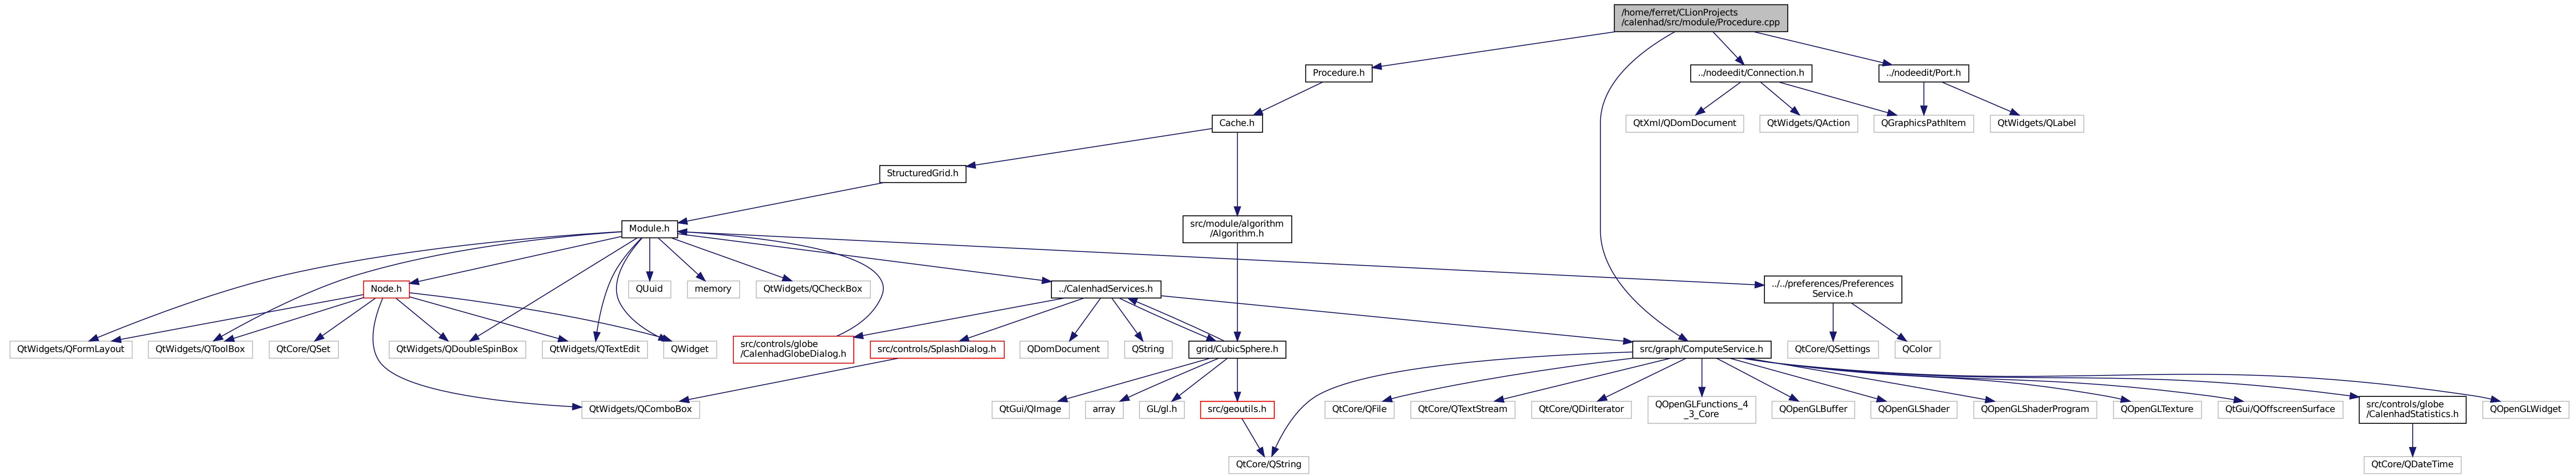 /home/ferret/CLionProjects
/calenhad/src/module/Procedure.cpp
Procedure.h
../nodeedit/Connection.h
../nodeedit/Port.h
Cache.h
QtXml/QDomDocument
QtWidgets/QAction
QGraphicsPathItem
QtWidgets/QLabel
StructuredGrid.h
src/module/algorithm
/Algorithm.h
Module.h
Node.h
QUuid
memory
QtWidgets/QCheckBox
../CalenhadServices.h
../../preferences/Preferences
Service.h
QtWidgets/QFormLayout
QtWidgets/QToolBox
QtCore/QSet
QtWidgets/QDoubleSpinBox
QtWidgets/QTextEdit
QWidget
src/controls/globe
/CalenhadGlobeDialog.h
src/controls/SplashDialog.h
QDomDocument
QString
grid/CubicSphere.h
src/graph/ComputeService.h
QtCore/QSettings
QColor
QtWidgets/QComboBox
QtGui/QImage
array
GL/gl.h
src/geoutils.h
QtCore/QFile
QtCore/QTextStream
QtCore/QDirIterator
QOpenGLFunctions_4
_3_Core
QOpenGLBuffer
QOpenGLShader
QOpenGLShaderProgram
QOpenGLTexture
QtGui/QOffscreenSurface
src/controls/globe
/CalenhadStatistics.h
QOpenGLWidget
QtCore/QString
QtCore/QDateTime